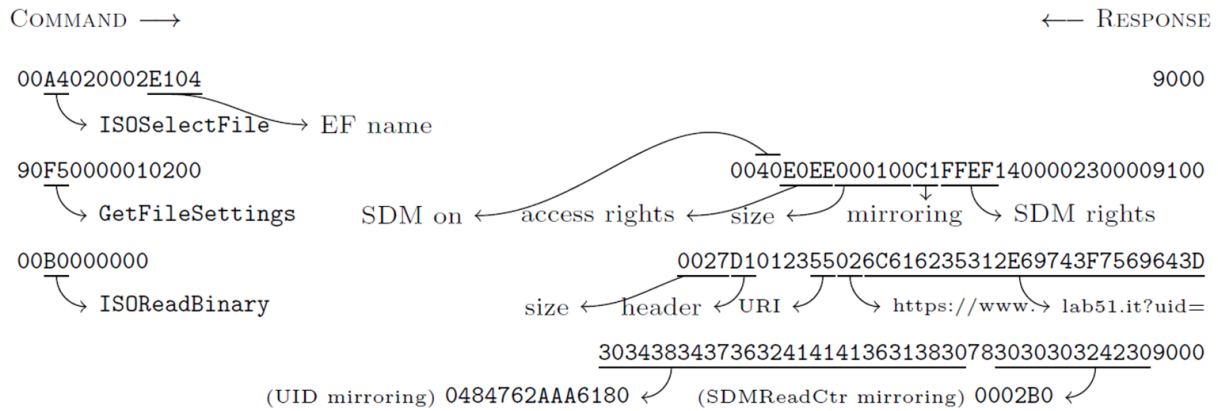 COMMAND → ← RESPONSE
00A4020002E104 9000
ISOSelectFile EF name
90F50000010200 0040E0EE000100C1FFEF1400002300009100
GetFileSettings SDM on access rights size mirroring SDM rights
00B0000000 0027D1012355026C616235312E69743F7569643D
ISOReadBinary size header URI https://www. lab51.it?uid=
3034383437363241414136313830783030303242309000
(UID mirroring) 0484762AAA6180 (SDMReadCtr mirroring) 0002B0